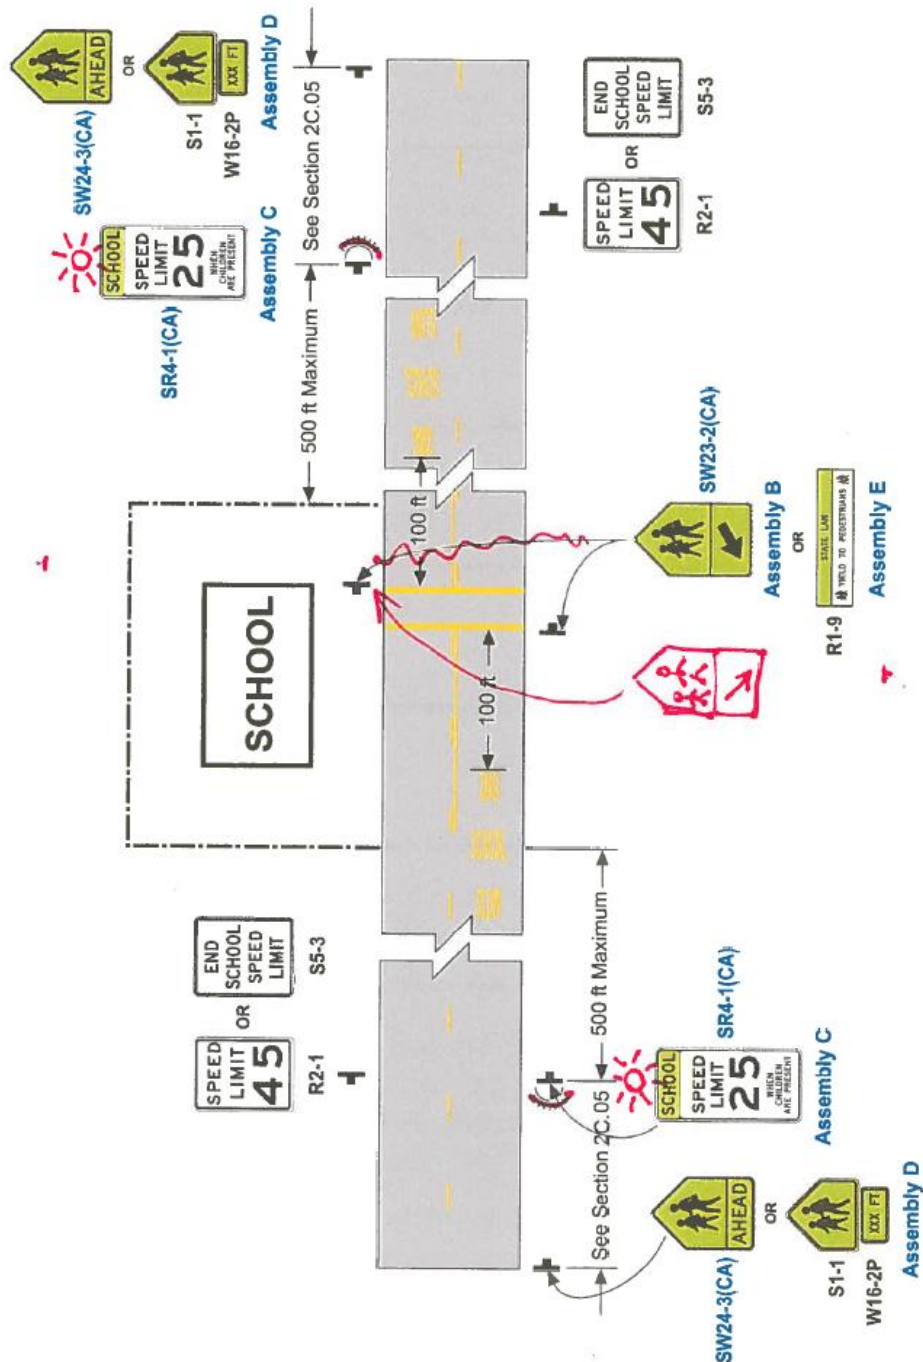 AHEAD
SW24-3(CA)
OR
XXX FT
S1-1
W16-2P
Assembly D
SCHOOL
SPEED
LIMIT
25
WHEN
CHILDREN
ARE PRESENT
SR4-1(CA)
Assembly C
See Section 2C.05
500 ft Maximum
SCHOOL
SPEED
LIMIT
45
R2-1
OR
END
SCHOOL
SPEED
LIMIT
S5-3
100 ft
100 ft
SPEED
LIMIT
45
R2-1
OR
END
SCHOOL
SPEED
LIMIT
S5-3
SW23-2(CA)
Assembly B
OR
R1-9
STATE LAW
YIELD TO PEDESTRIANS
Assembly E
500 ft Maximum
See Section 2C.05
SCHOOL
SPEED
LIMIT
25
WHEN
CHILDREN
ARE PRESENT
SR4-1(CA)
Assembly C
AHEAD
SW24-3(CA)
OR
XXX FT
S1-1
W16-2P
Assembly D